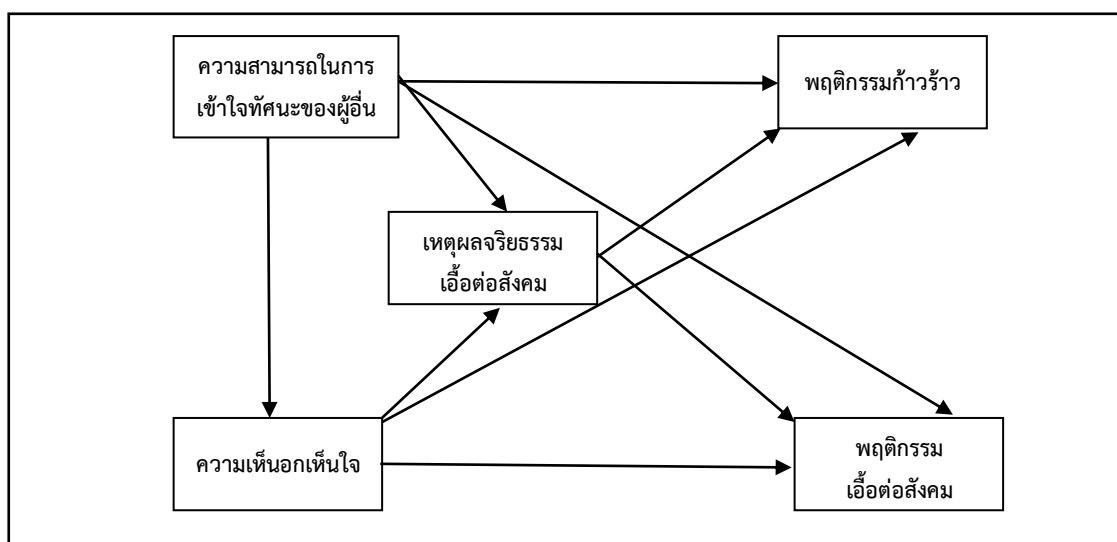 ความสามารถในการ
เข้าใจทัศนะของผู้อื่น
พฤติกรรมก้าวร้าว
เหตุผลจริยธรรม
เอื้อต่อสังคม
ความเห็นอกเห็นใจ
พฤติกรรม
เอื้อต่อสังคม